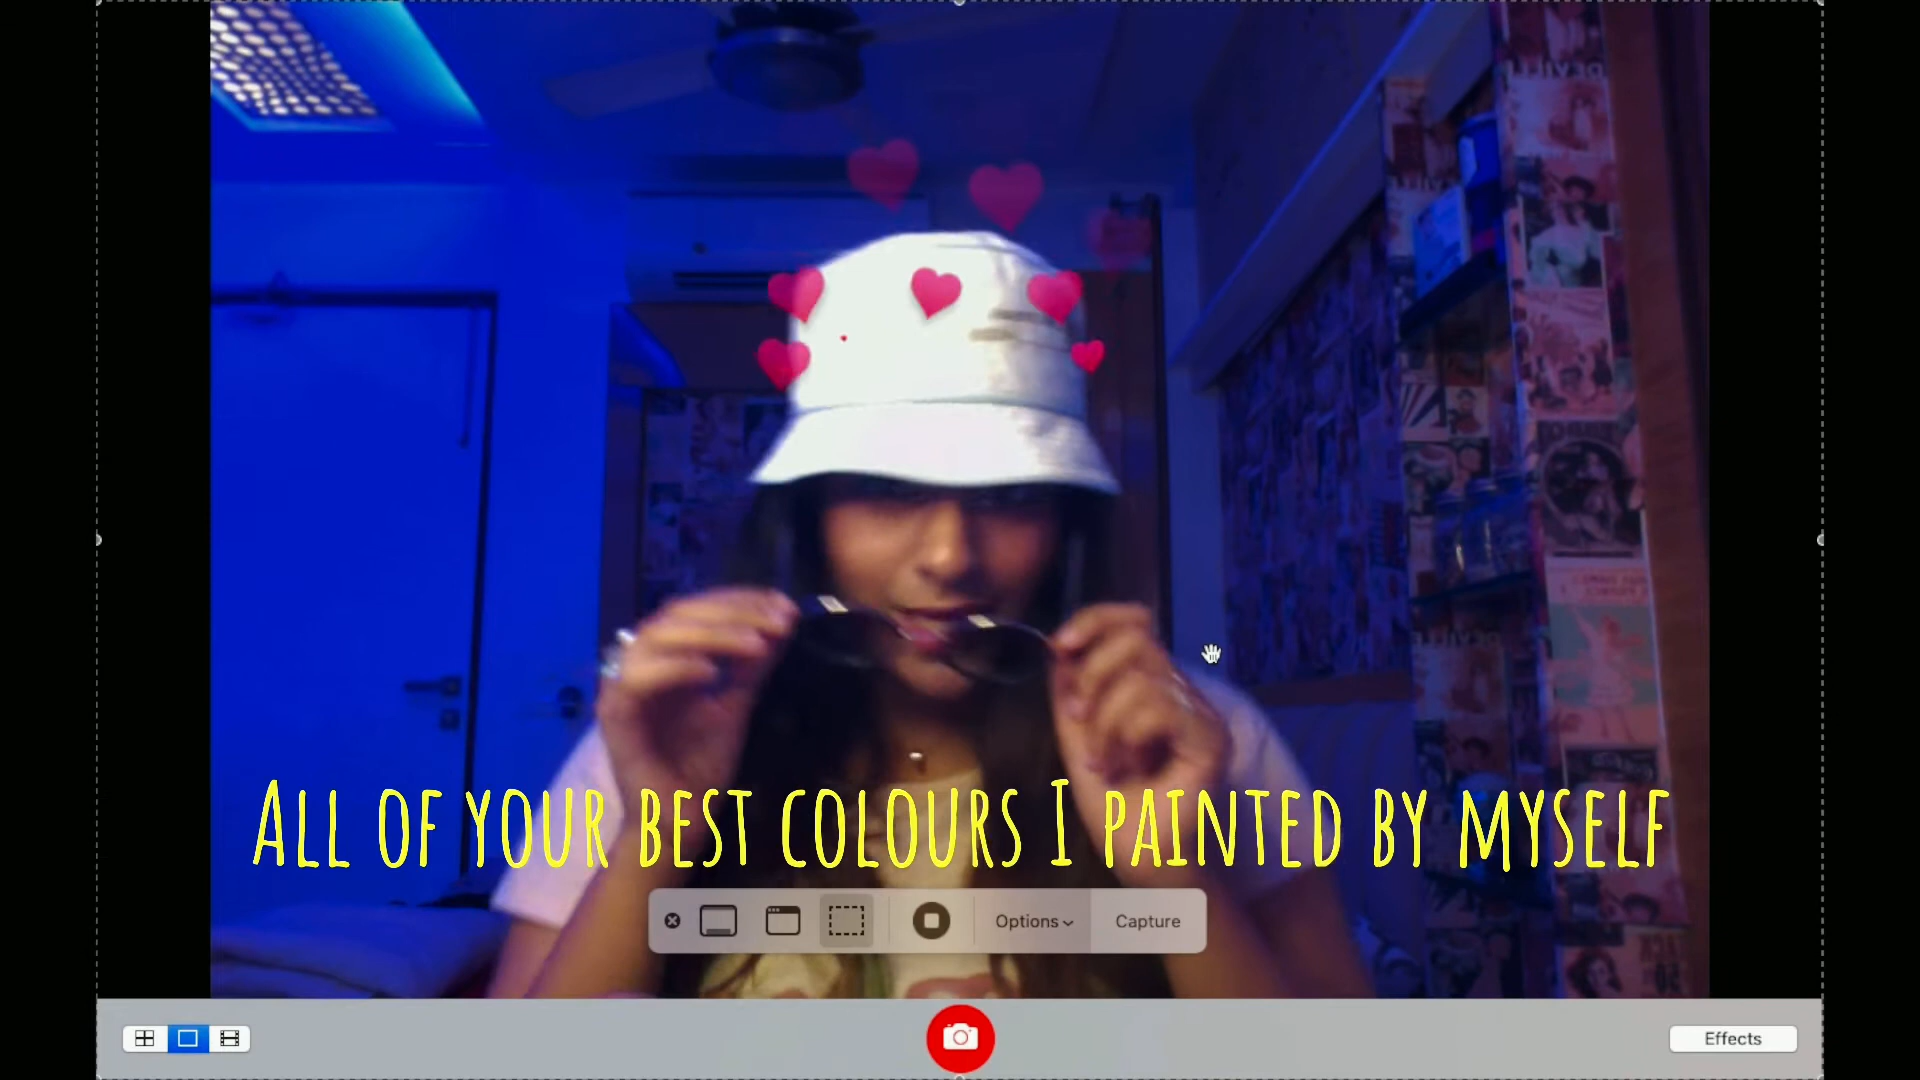 All of your best colours I painted by myself
Options
Capture
Effects